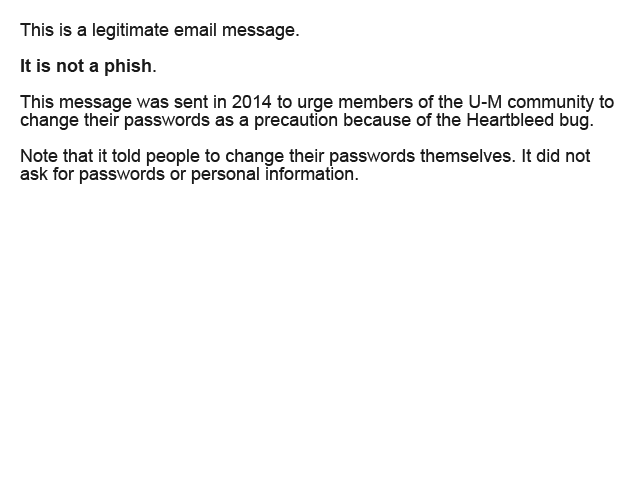 This is a legitimate email message.
It is not a phish.
This message was sent in 2014 to urge members of the U-M community to
change their passwords as a precaution because of the Heartbleed bug.
Note that it told people to change their passwords themselves. It did not
ask for passwords or personal information.